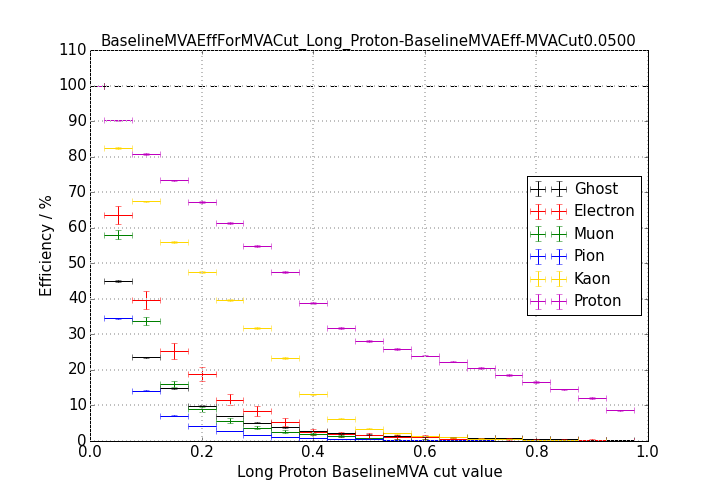 BaselineMVAEffForMVACut_Long_Proton-BaselineMVAEff-MVACut0.0500
110
100
90
80
70
60
50
40
30
20
10
0
Efficiency / %
Ghost
Electron
Muon
Pion
Kaon
Proton
0.0 0.2 0.4 0.6 0.8 1.0
Long Proton BaselineMVA cut value